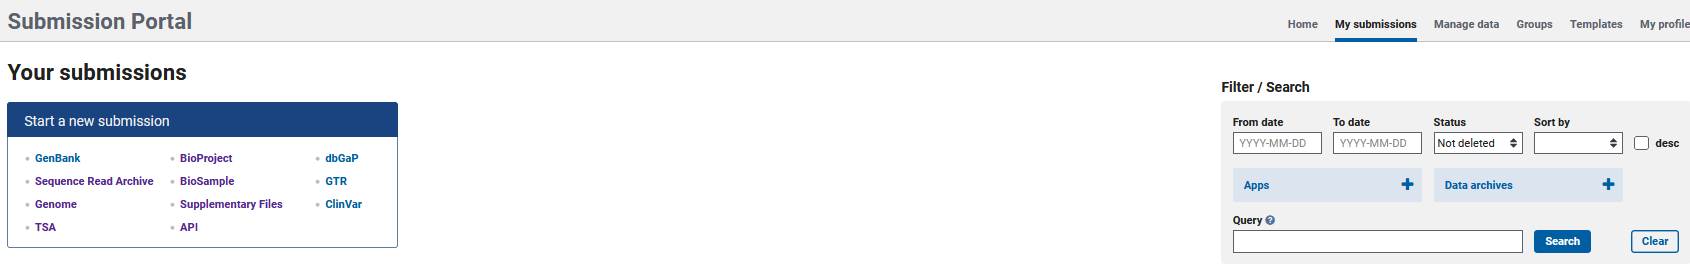 Submission Portal
Home My submissions Manage data Groups Templates My profile
Your submissions
Start a new submission
GenBank BioProject dbGaP
Sequence Read Archive BioSample GTR
Genome Supplementary Files ClinVar
TSA API
Filter / Search
From date To date Status Sort by
YYYY-MM-DD YYYY-MM-DD Not deleted desc
Apps + Data archives +
Query ?
Search Clear